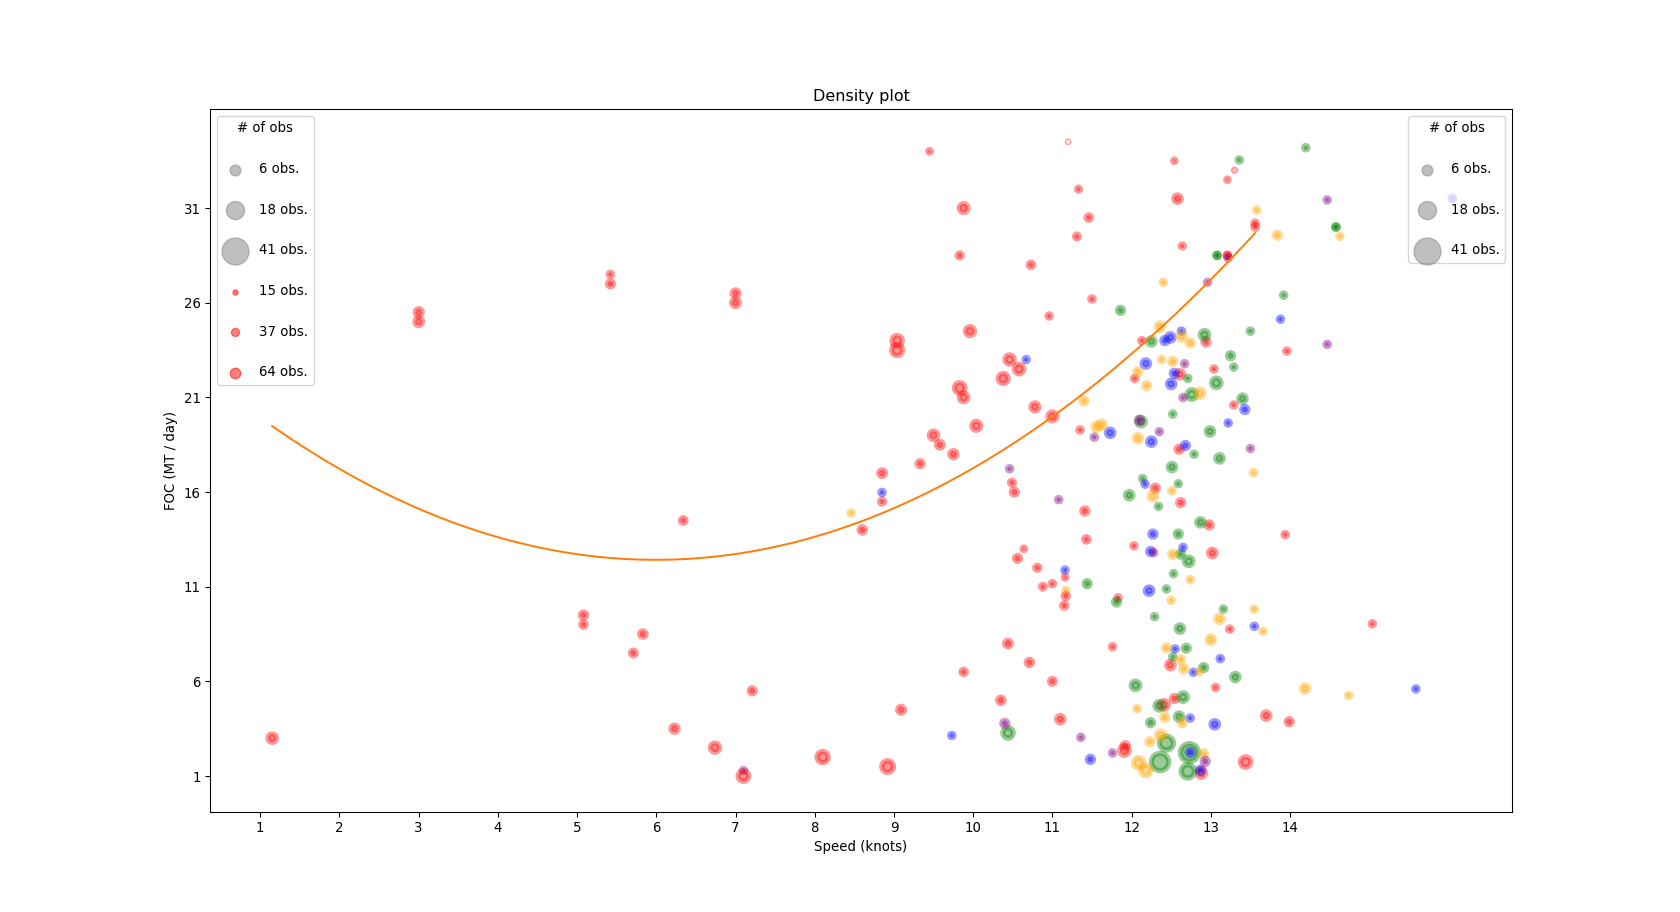 Density plot
# of obs
6 obs.
18 obs.
41 obs.
15 obs.
37 obs.
64 obs.
# of obs
6 obs.
18 obs.
41 obs.
FOC (MT / day)
31
26
21
16
11
6
1
1 2 3 4 5 6 7 8 9 10 11 12 13 14
Speed (knots)